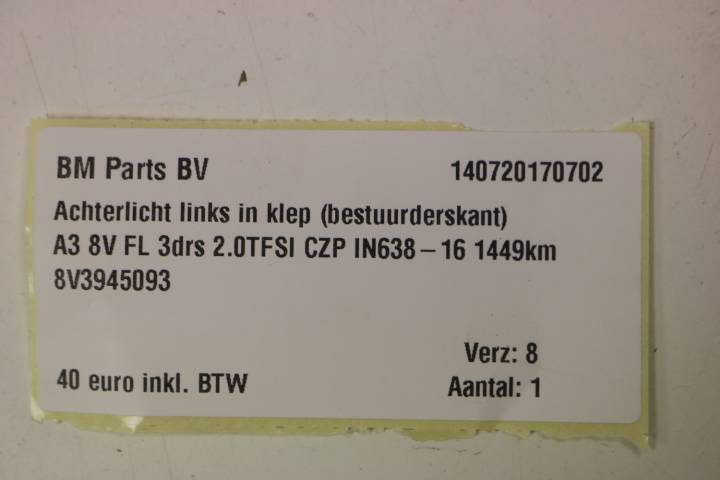 BM Parts BV 140720170702
Achterlicht links in klep (bestuurderskant)
A3 8V FL 3drs 2.0TFSI CZP IN638-16 1449km
8V3945093
Verz: 8
40 euro inkl. BTW Aantal: 1